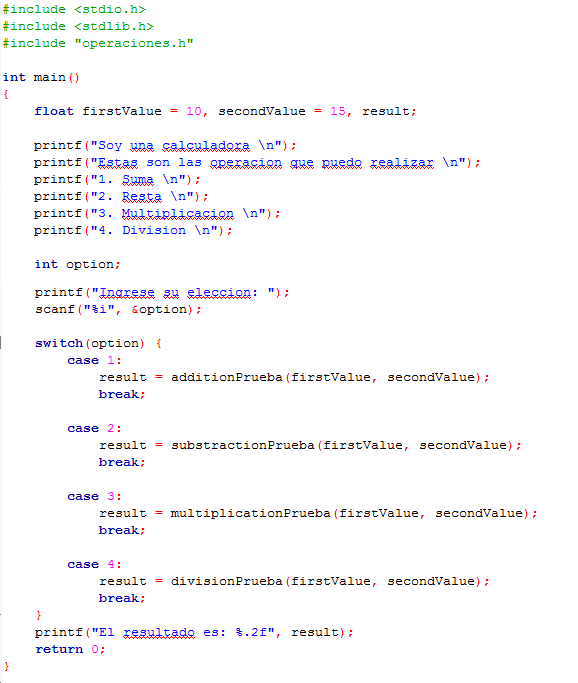 #include <stdio.h>
#include <stdlib.h>
#include "operaciones.h"
int main()
{
float firstValue = 10, secondValue = 15, result;
printf("Soy una calculadora \n");
printf("Estas son las operacion que puedo realizar \n");
printf("1. Suma \n");
printf("2. Resta \n");
printf("3. Multiplicacion \n");
printf("4. Division \n");
int option;
printf("Ingrese su eleccion: ");
scanf("%i", &option);
switch(option) {
case 1:
result = additionPrueba(firstValue, secondValue);
break;
case 2:
result = substractionPrueba(firstValue, secondValue);
break;
case 3:
result = multiplicationPrueba(firstValue, secondValue);
break;
case 4:
result = divisionPrueba(firstValue, secondValue);
break;
}
printf("El resultado es: %.2f", result);
return 0;
}